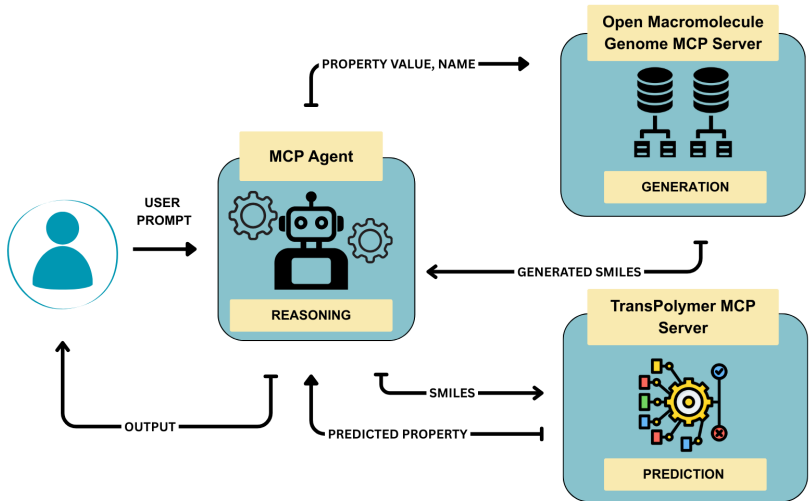 Open Macromolecule
Genome MCP Server
PROPERTY VALUE, NAME
MCP Agent
GENERATION
USER
PROMPT
GENERATED SMILES
REASONING
TransPolymer MCP
Server
SMILES
OUTPUT
PREDICTED PROPERTY
PREDICTION